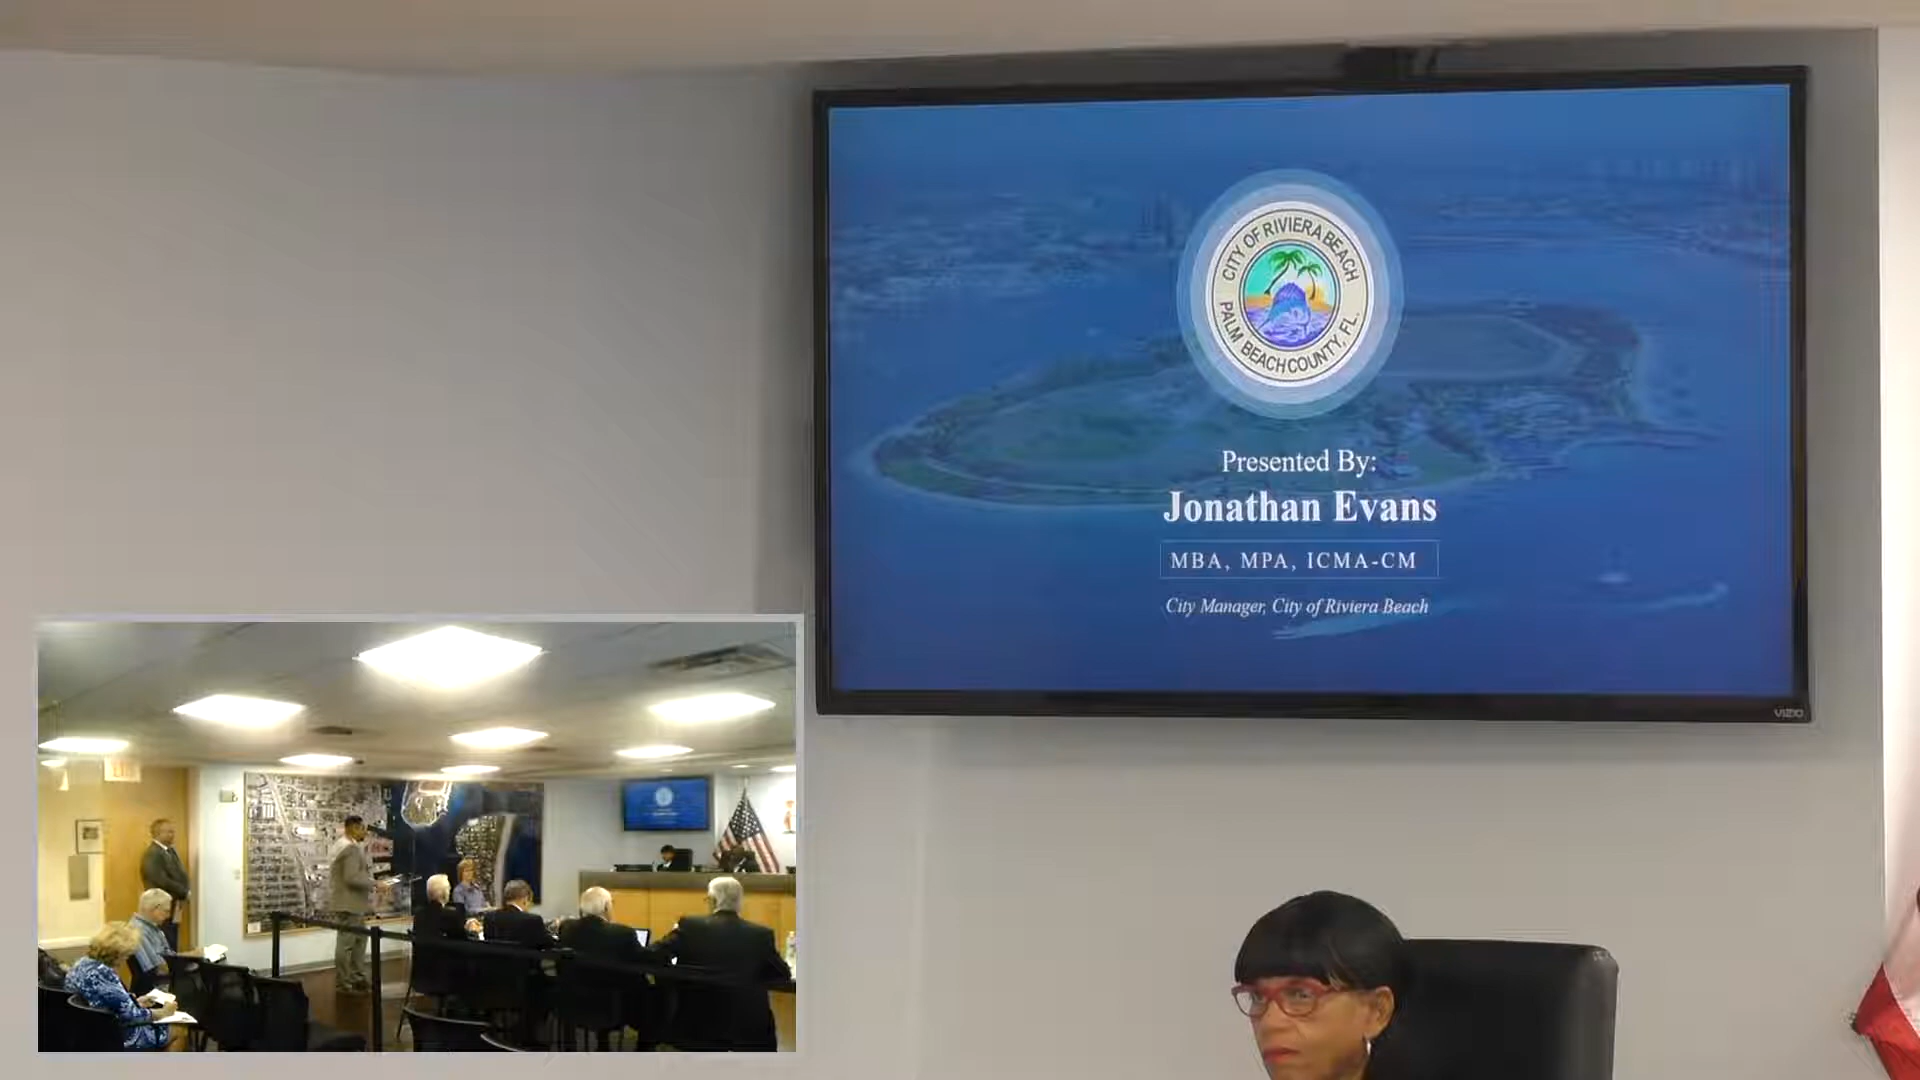 CITY OF RIVIERA BEACH
PALM BEACH COUNTY, FL.
Presented By:
Jonathan Evans
MBA, MPA, ICMA-CM
City Manager, City of Riviera Beach
VIZIO
EXIT